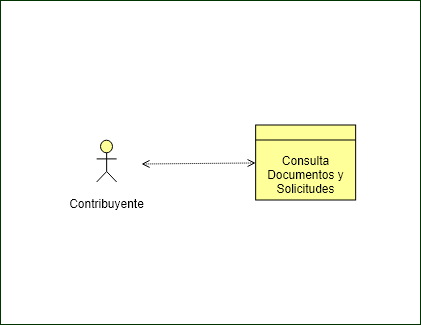 Consulta
Documentos y
Solicitudes
Contribuyente